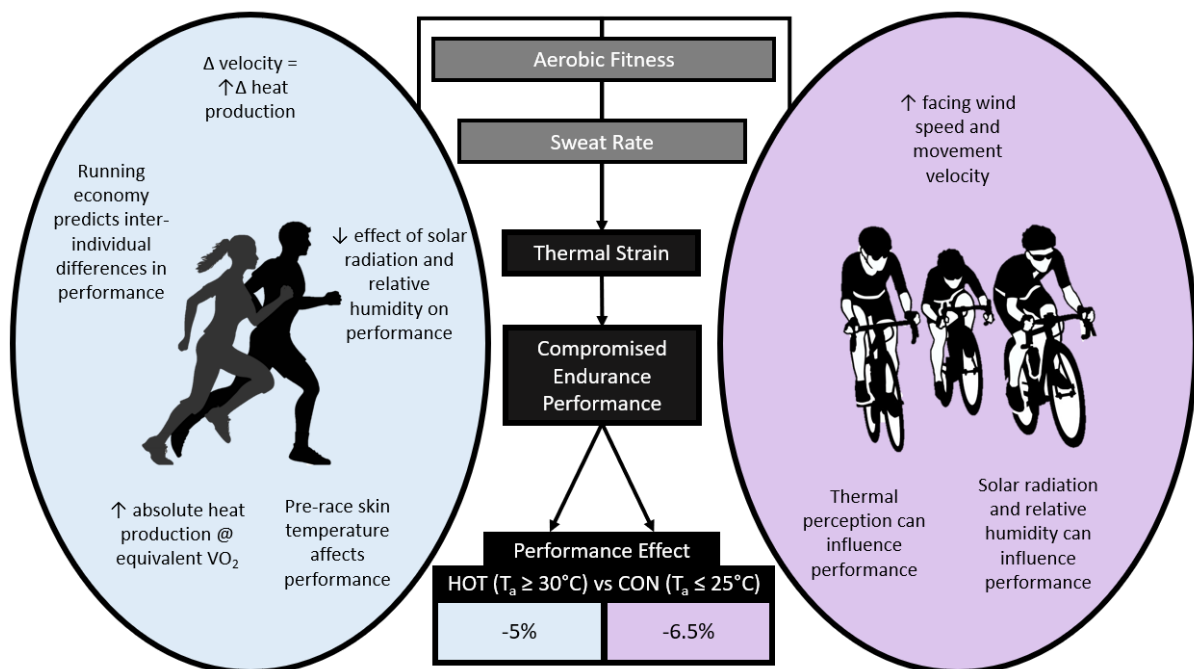 Δ velocity =
↑Δ heat
production
Running
economy
predicts inter-
individual
differences in
performance
↓ effect of solar
radiation and
relative
humidity on
performance
↑ absolute heat
production @
equivalent VO₂
Pre-race skin
temperature
affects
performance
Aerobic Fitness
Sweat Rate
Thermal Strain
Compromised
Endurance
Performance
Performance Effect
HOT (Tₐ ≥ 30°C) vs CON (Tₐ ≤ 25°C)
-5%
-6.5%
↑ facing wind
speed and
movement
velocity
Thermal
perception can
influence
performance
Solar radiation
and relative
humidity can
influence
performance